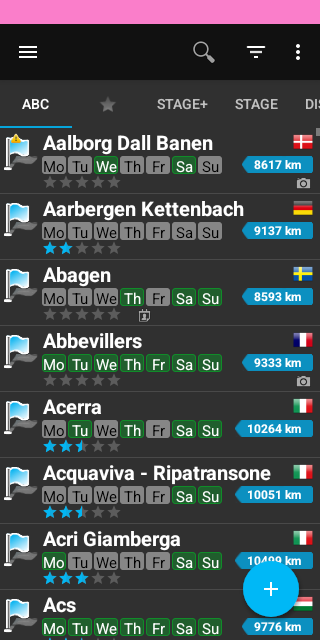 ABC STAGE+ STAGE DIS
Aalborg Dall Banen
Mo Tu We Th Fr Sa Su 8617 km
Aarbergen Kettenbach
Mo Tu We Th Fr Sa Su 9137 km
Abagen
Mo Tu We Th Fr Sa Su 8593 km
Abbevillers
Mo Tu We Th Fr Sa Su 9333 km
Acerra
Mo Tu We Th Fr Sa Su 10264 km
Acquaviva - Ripatransone
Mo Tu We Th Fr Sa Su 10051 km
Acri Giamberga
Mo Tu We Th Fr Sa Su 10499 km
Acs
Mo Tu We Th Fr Sa Su 9776 km